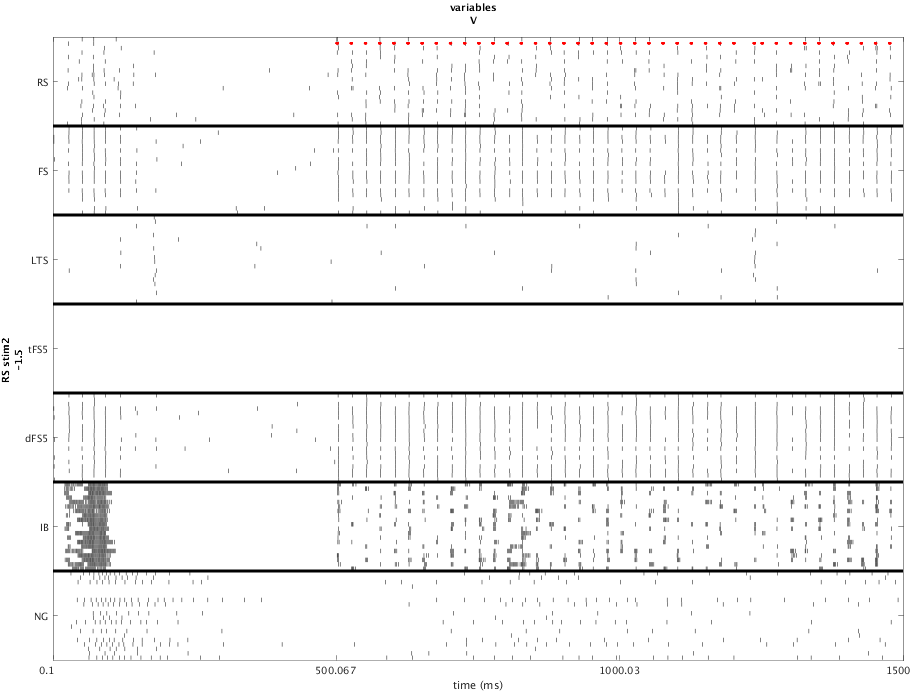 variables
V
RS
FS
LTS
RS stim2
-1.5
tFS5
dFS5
IB
NG
0.1
500.067
1000.03
1500
time (ms)